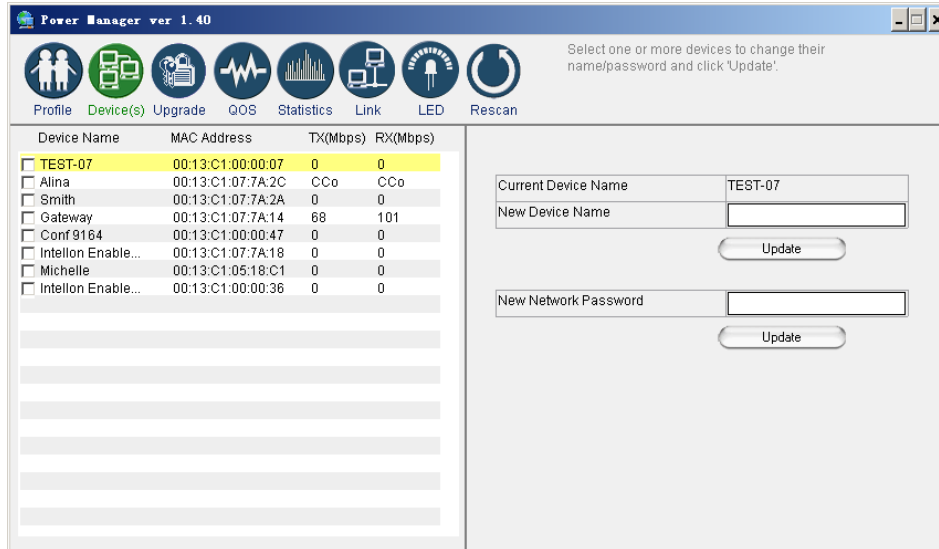 Power Manager ver 1.40
Select one or more devices to change their
name/password and click 'Update'.
Profile Device(s) Upgrade QOS Statistics Link LED Rescan
Device Name MAC Address TX(Mbps) RX(Mbps)
TEST-07 00:13:C1:00:00:07 0 0
Alina 00:13:C1:07:7A:2C CCo CCo
Smith 00:13:C1:07:7A:2A 0 0
Gateway 00:13:C1:07:7A:14 68 101
Conf 9164 00:13:C1:00:00:47 0 0
Intellon Enable... 00:13:C1:07:7A:18 0 0
Michelle 00:13:C1:05:18:C1 0 0
Intellon Enable... 00:13:C1:00:00:36 0 0
Current Device Name TEST-07
New Device Name
Update
New Network Password
Update